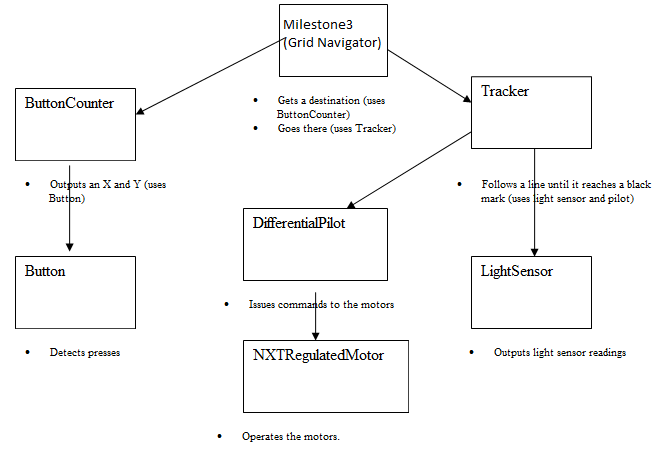 Milestone3
(Grid Navigator)
ButtonCounter
• Gets a destination (uses
ButtonCounter)
• Goes there (uses Tracker)
Tracker
• Outputs an X and Y (uses
Button)
• Follows a line until it reaches a black
mark (uses light sensor and pilot)
DifferentialPilot
Button
LightSensor
• Issues commands to the motors
• Detects presses
NXTRegulatedMotor
• Outputs light sensor readings
• Operates the motors.